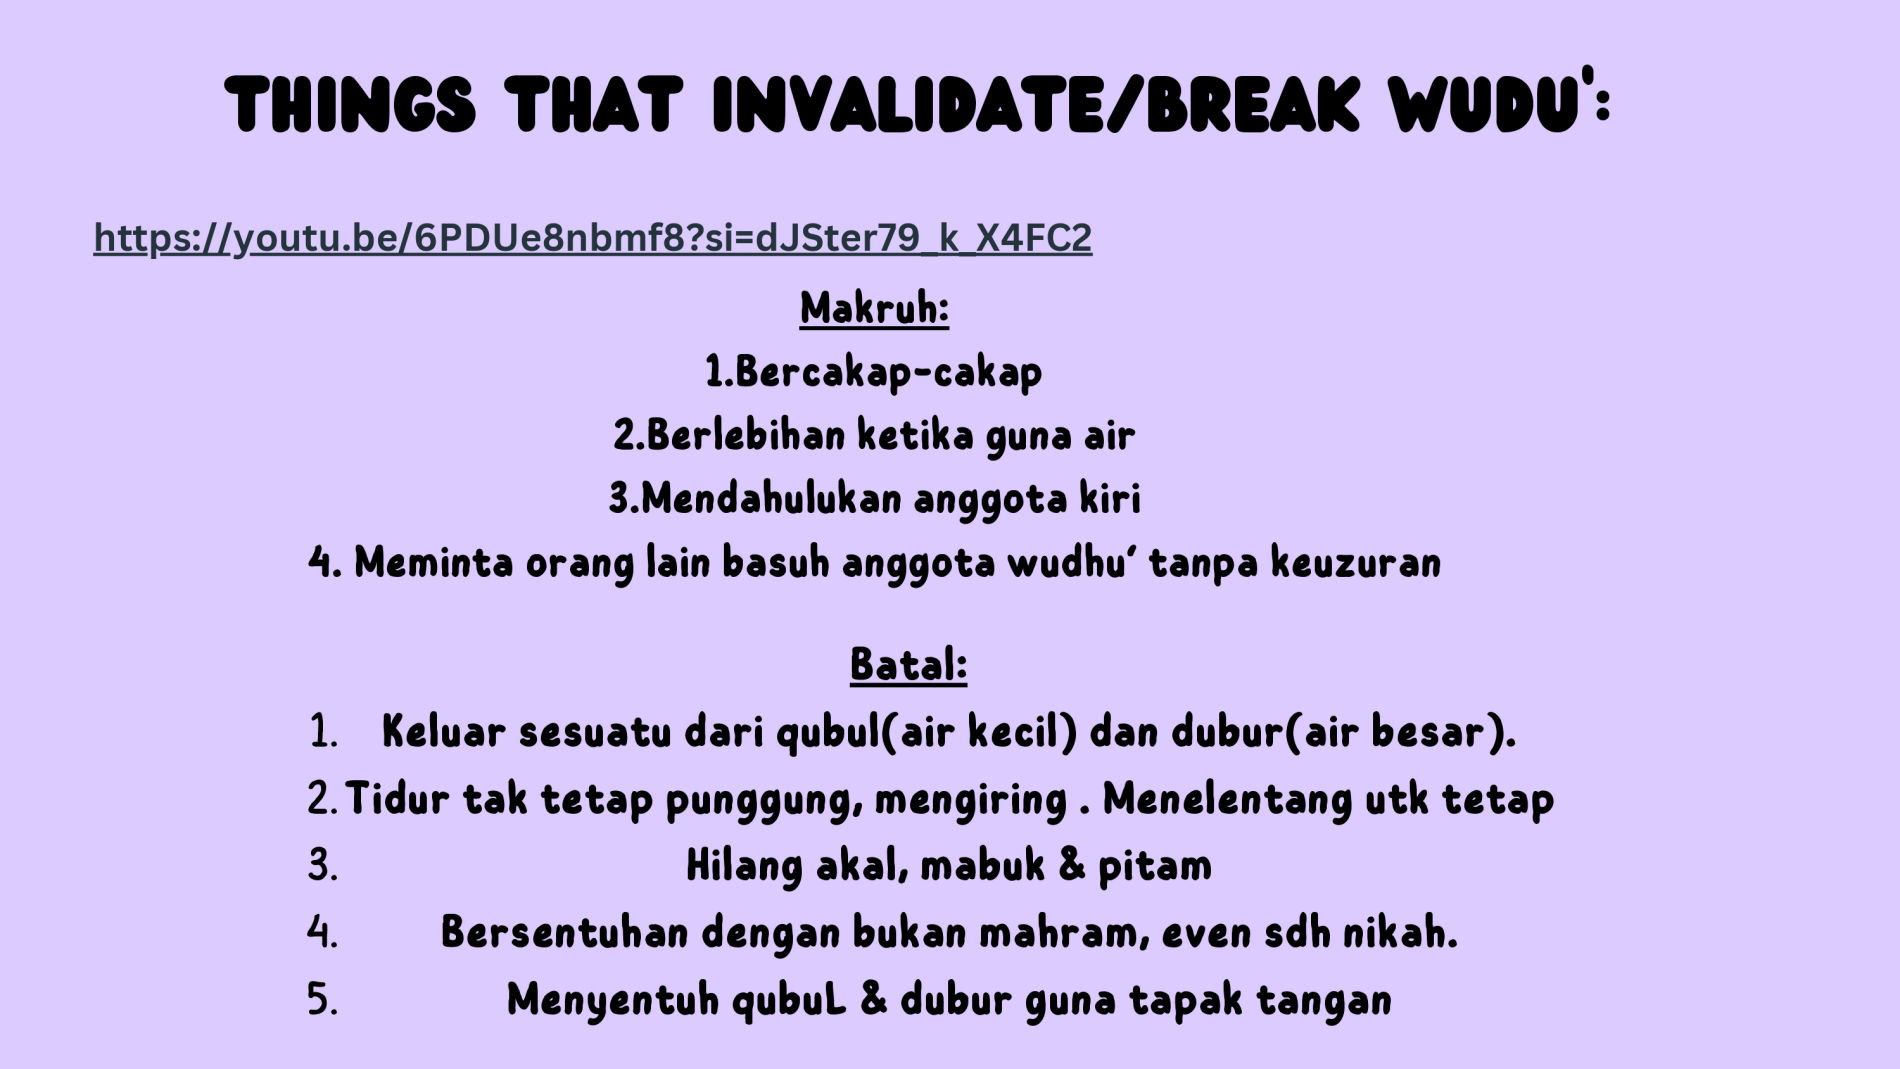 THINGS THAT INVALIDATE/BREAK WUDU':
https://youtu.be/6PDUe8nbmf8?si=dJSter79_k_X4FC2
Makruh:
1.Bercakap-cakap
2.Berlebihan ketika guna air
3.Mendahulukan anggota kiri
4. Meminta orang lain basuh anggota wudhu' tanpa keuzuran
Batal:
1. Keluar sesuatu dari qubul(air kecil) dan dubur(air besar).
2. Tidur tak tetap punggung, mengiring . Menelentang utk tetap
3. Hilang akal, mabuk & pitam
4. Bersentuhan dengan bukan mahram, even sdh nikah.
5. Menyentuh qubuL & dubur guna tapak tangan